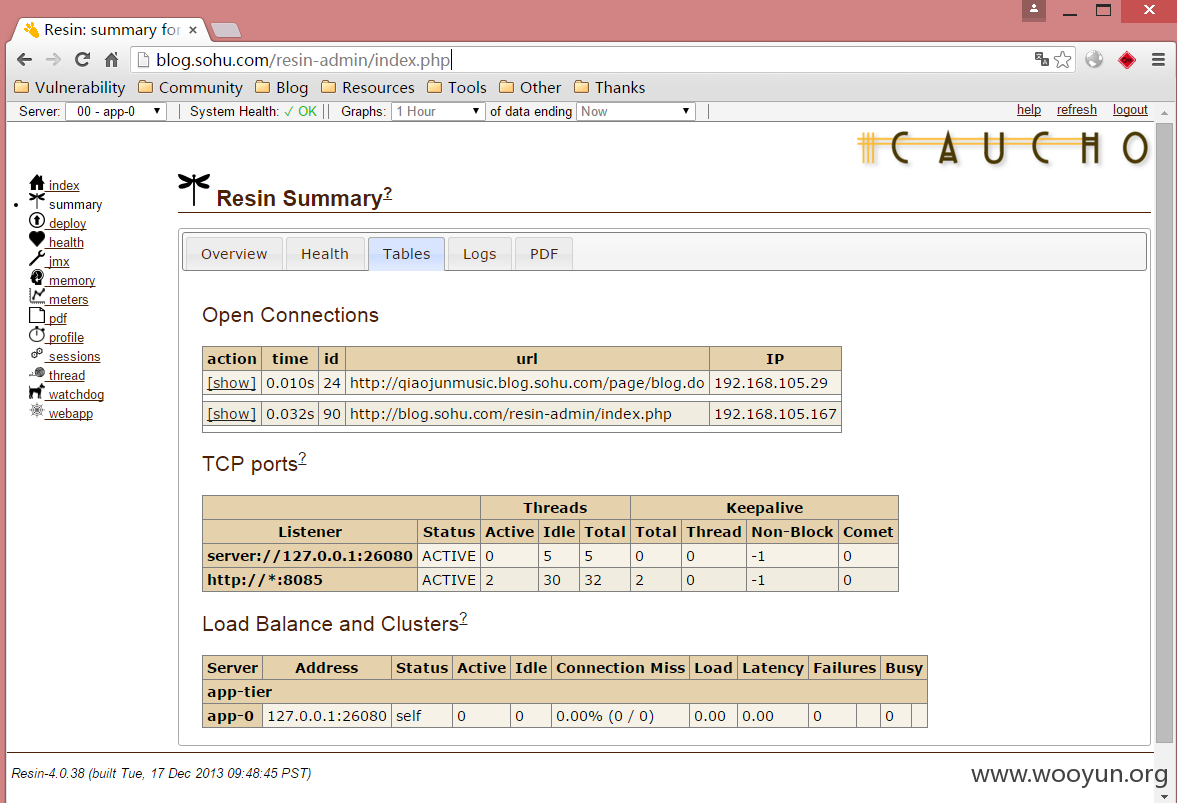 Resin: summary for
blog.sohu.com/resin-admin/index.php
Vulnerability Community Blog Resources Tools Other Thanks
Server: 00 - app-0 System Health: ✓ OK Graphs: 1 Hour of data ending Now help refresh logout
CAUCHO
index
summary
deploy
health
jmx
memory
meters
pdf
profile
sessions
thread
watchdog
webapp
Resin Summary?
Overview Health Tables Logs PDF
Open Connections
action time id url IP
[show] 0.010s 24 http://qiaojunmusic.blog.sohu.com/page/blog.do 192.168.105.29
[show] 0.032s 90 http://blog.sohu.com/resin-admin/index.php 192.168.105.167
TCP ports?
Threads Keepalive
Listener Status Active Idle Total Total Thread Non-Block Comet
server://127.0.0.1:26080 ACTIVE 0 5 5 0 0 -1 0
http://*:8085 ACTIVE 2 30 32 2 0 -1 0
Load Balance and Clusters?
Server Address Status Active Idle Connection Miss Load Latency Failures Busy
app-tier
app-0 127.0.0.1:26080 self 0 0 0.00% (0 / 0) 0.00 0.00 0 0
Resin-4.0.38 (built Tue, 17 Dec 2013 09:48:45 PST)
www.wooyun.org